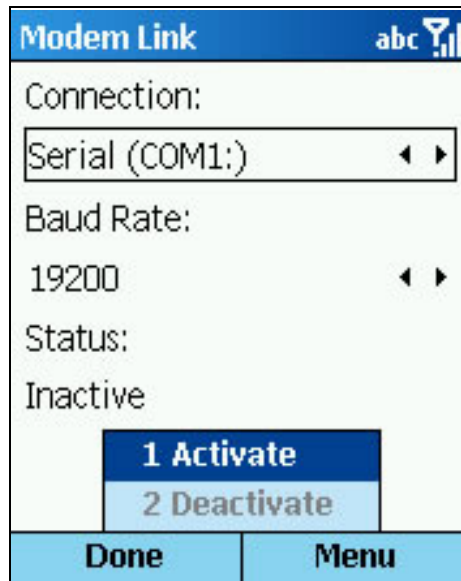 Modem Link abc
Connection:
Serial (COM1:)
Baud Rate:
19200
Status:
Inactive
1 Activate
2 Deactivate
Done Menu